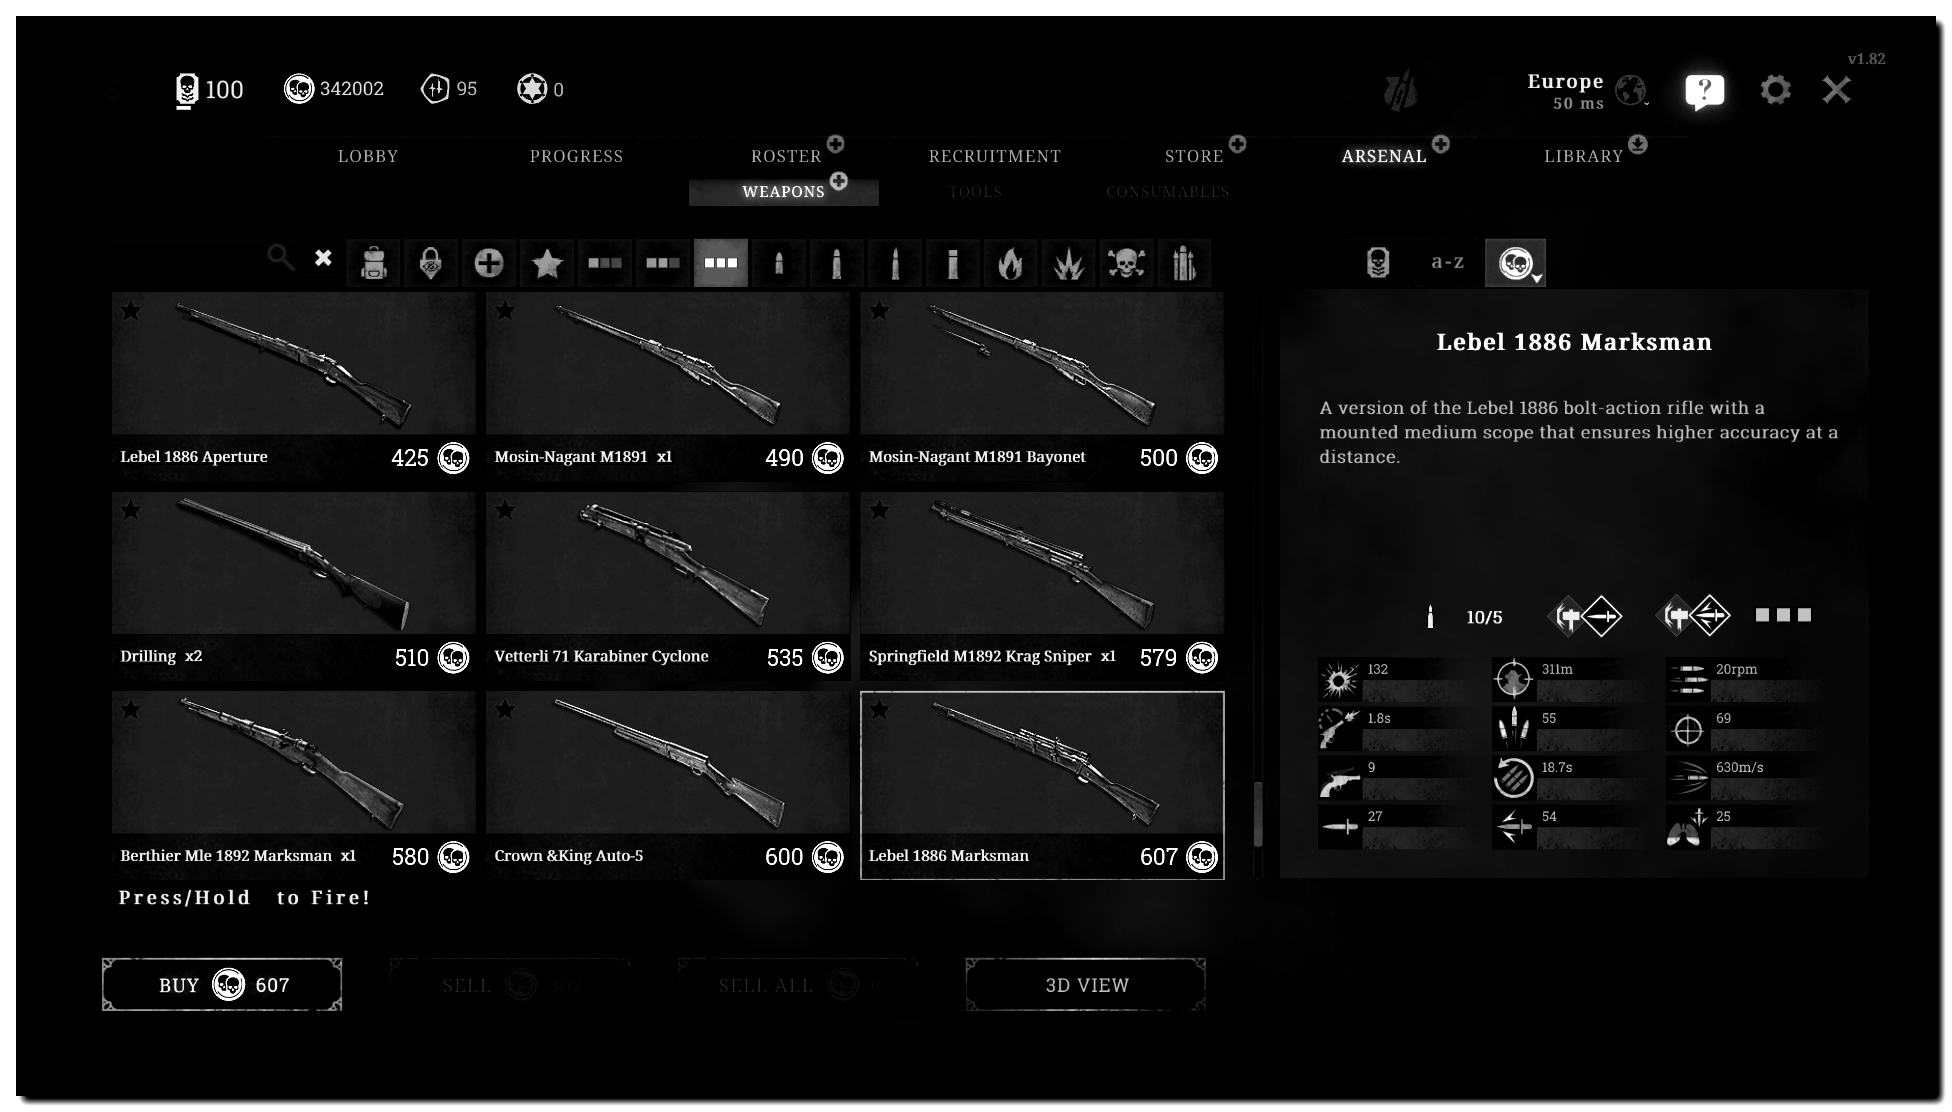 v1.82
100
342002
95
0
Europe
50 ms
?
LOBBY
PROGRESS
ROSTER
RECRUITMENT
STORE
ARSENAL
LIBRARY
WEAPONS
TOOLS
CONSUMABLES
a-z
Lebel 1886 Aperture 425
Mosin-Nagant M1891 x1 490
Mosin-Nagant M1891 Bayonet 500
Drilling x2 510
Vetterli 71 Karabiner Cyclone 535
Springfield M1892 Krag Sniper x1 579
Berthier Mle 1892 Marksman x1 580
Crown &King Auto-5 600
Lebel 1886 Marksman 607
Press/Hold to Fire!
BUY 607
SELL 303
SELL ALL 0
3D VIEW
Lebel 1886 Marksman
A version of the Lebel 1886 bolt-action rifle with a
mounted medium scope that ensures higher accuracy at a
distance.
10/5
132
311m
20rpm
1.8s
55
69
9
18.7s
630m/s
27
54
25